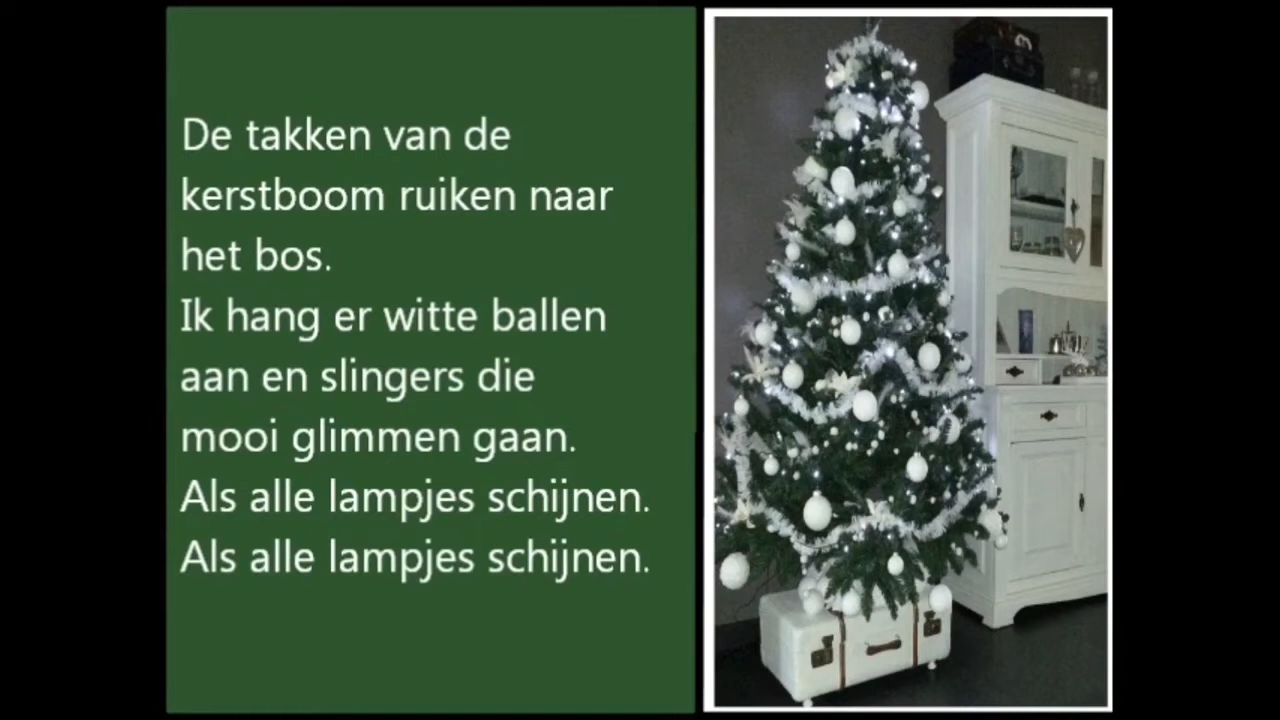 De takken van de
kerstboom ruiken naar
het bos.
Ik hang er witte ballen
aan en slingers die
mooi glimmen gaan.
Als alle lampjes schijnen.
Als alle lampjes schijnen.